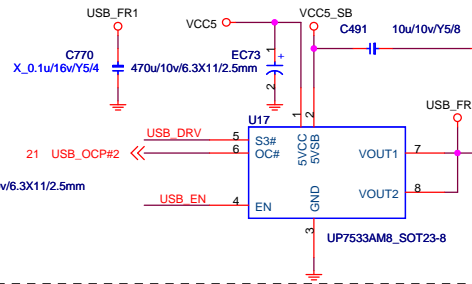 USB_FR1
VCC5
VCC5_SB
C491
10u/10v/Y5/8
C770
X_0.1u/16v/Y5/4
EC73
+
1
470u/10v/6.3X11/2.5mm
2
USB_FR
U17
1
2
USB_DRV
5
S3#
5VCC
5VSB
VOUT1
7
21
USB_OCP#2
6
OC#
v/6.3X11/2.5mm
VOUT2
8
USB_EN
4
EN
GND
3
UP7533AM8_SOT23-8